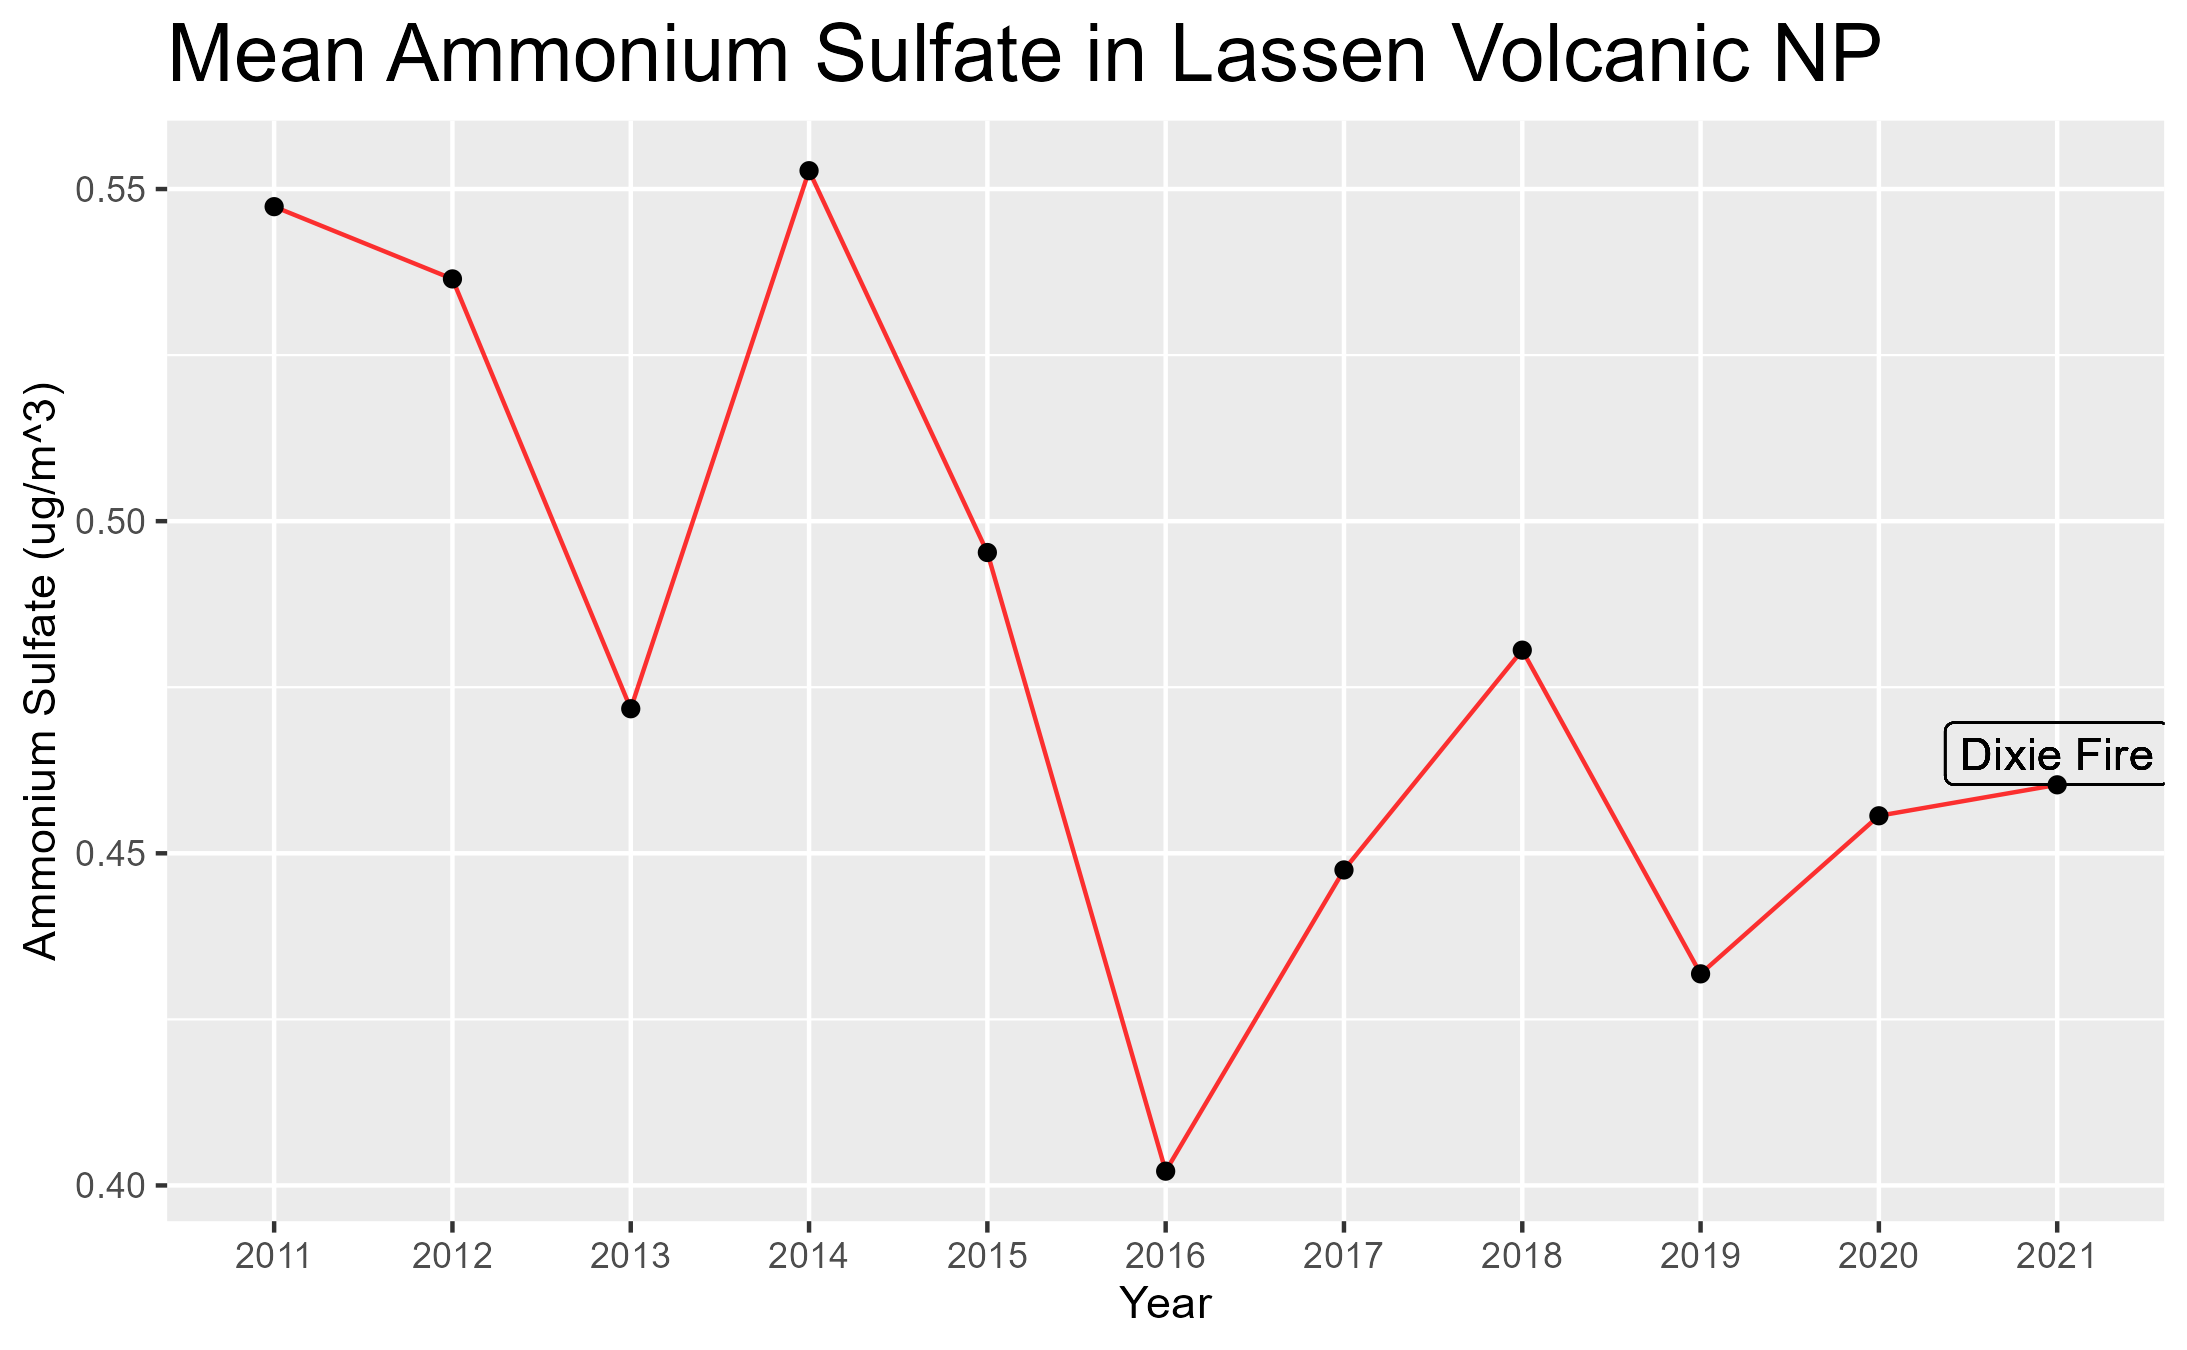 Mean Ammonium Sulfate in Lassen Volcanic NP
Ammonium Sulfate (ug/m^3)
0.55
0.50
0.45
0.40
Dixie Fire
2011 2012 2013 2014 2015 2016 2017 2018 2019 2020 2021
Year